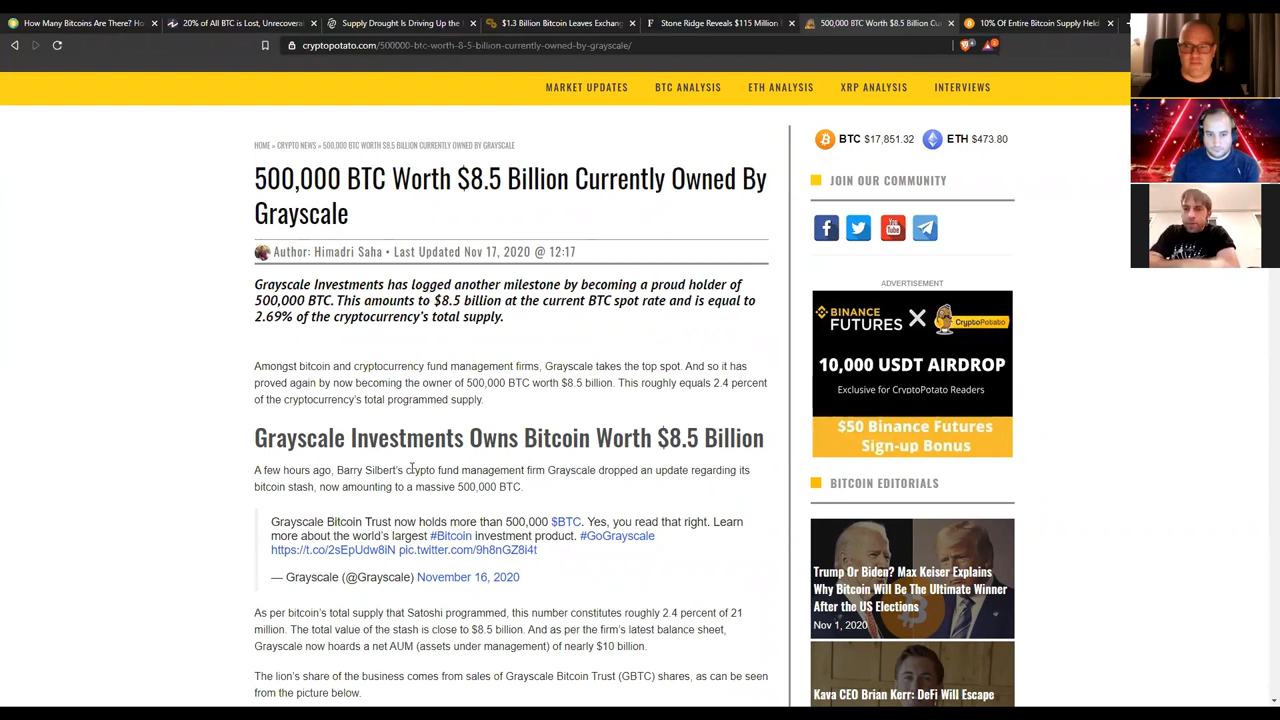 How Many Bitcoins Are There? Ho
20% of All BTC is Lost, Unrecoverat
Supply Drought Is Driving Up the
$1.3 Billion Bitcoin Leaves Exchang
Stone Ridge Reveals $115 Million
500,000 BTC Worth $8.5 Billion Cur
10% Of Entire Bitcoin Supply Held
cryptopotato.com/500000-btc-worth-8-5-billion-currently-owned-by-grayscale/
MARKET UPDATES
BTC ANALYSIS
ETH ANALYSIS
XRP ANALYSIS
INTERVIEWS
HOME » CRYPTO NEWS » 500,000 BTC WORTH $8.5 BILLION CURRENTLY OWNED BY GRAYSCALE
500,000 BTC Worth $8.5 Billion Currently Owned By
Grayscale
Author: Himadri Saha • Last Updated Nov 17, 2020 @ 12:17
Grayscale Investments has logged another milestone by becoming a proud holder of
500,000 BTC. This amounts to $8.5 billion at the current BTC spot rate and is equal to
2.69% of the cryptocurrency's total supply.
Amongst bitcoin and cryptocurrency fund management firms, Grayscale takes the top spot. And so it has
proved again by now becoming the owner of 500,000 BTC worth $8.5 billion. This roughly equals 2.4 percent
of the cryptocurrency's total programmed supply.
Grayscale Investments Owns Bitcoin Worth $8.5 Billion
A few hours ago, Barry Silbert's crypto fund management firm Grayscale dropped an update regarding its
bitcoin stash, now amounting to a massive 500,000 BTC.
Grayscale Bitcoin Trust now holds more than 500,000 $BTC. Yes, you read that right. Learn
more about the world's largest #Bitcoin investment product. #GoGrayscale
https://t.co/2sEpUdw8iN pic.twitter.com/9h8nGZ8i4t
— Grayscale (@Grayscale) November 16, 2020
As per bitcoin's total supply that Satoshi programmed, this number constitutes roughly 2.4 percent of 21
million. The total value of the stash is close to $8.5 billion. And as per the firm's latest balance sheet,
Grayscale now hoards a net AUM (assets under management) of nearly $10 billion.
The lion's share of the business comes from sales of Grayscale Bitcoin Trust (GBTC) shares, as can be seen
from the picture below.
BTC $17,851.32
ETH $473.80
JOIN OUR COMMUNITY
You
Tube
ADVERTISEMENT
BINANCE
FUTURES
X
CryptoPotato
10,000 USDT AIRDROP
Exclusive for CryptoPotato Readers
$50 Binance Futures
Sign-up Bonus
BITCOIN EDITORIALS
Trump Or Biden? Max Keiser Explains
Why Bitcoin Will Be The Ultimate Winner
After the US Elections
Nov 1, 2020
Kava CEO Brian Kerr: DeFi Will Escape